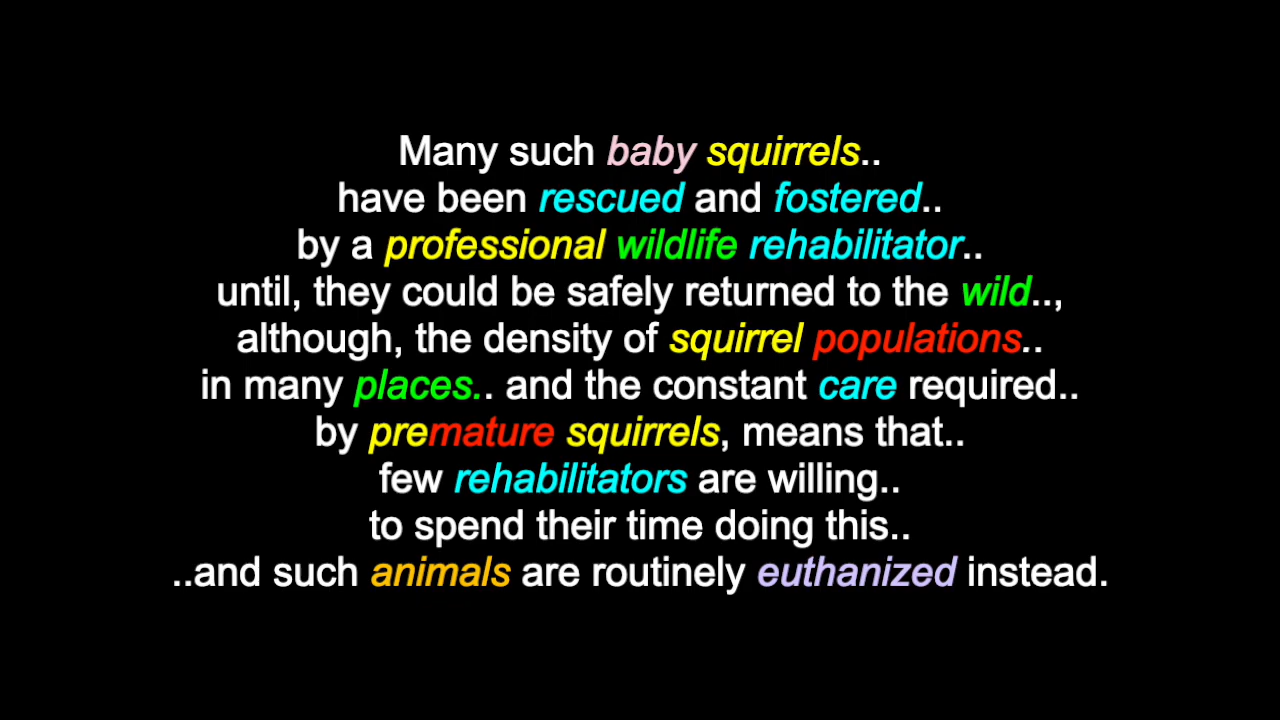 Many such baby squirrels..
have been rescued and fostered..
by a professional wildlife rehabilitator..
until, they could be safely returned to the wild..,
although, the density of squirrel populations..
in many places.. and the constant care required..
by premature squirrels, means that..
few rehabilitators are willing..
to spend their time doing this..
..and such animals are routinely euthanized instead.